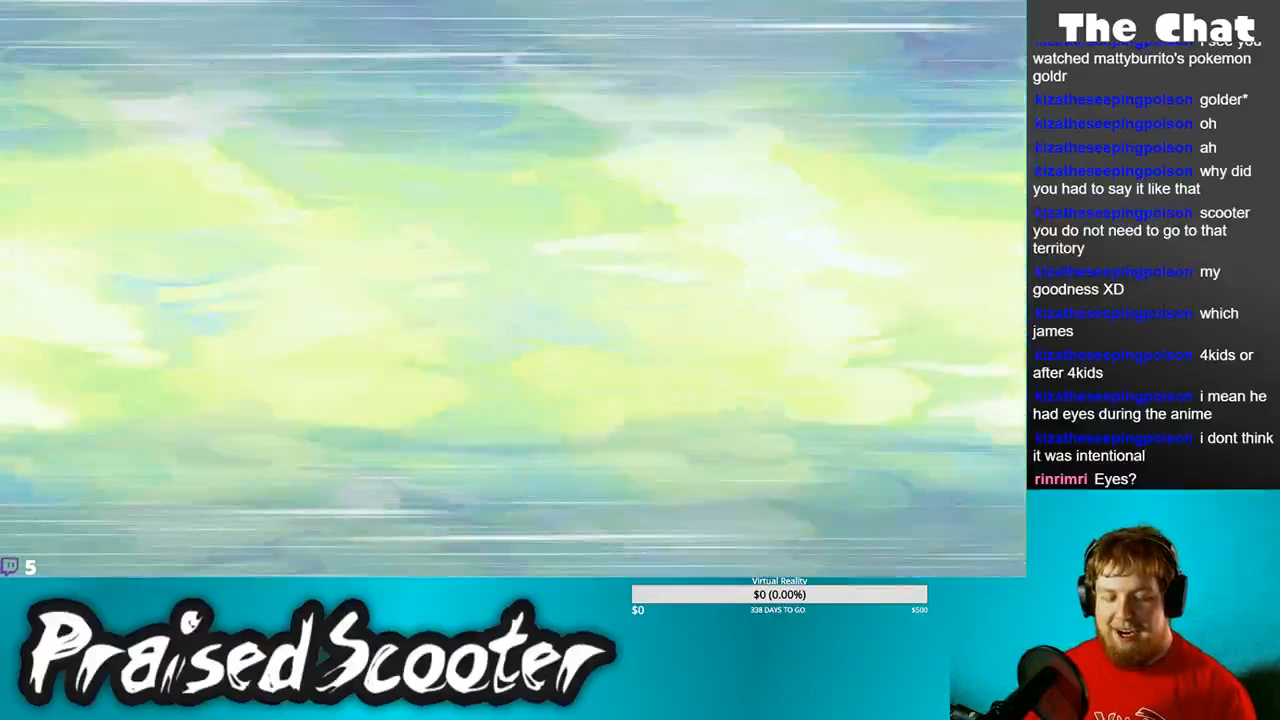 The Chat
kizatheseepingpoison I see you
watched mattyburrito's pokemon
goldr
kizatheseepingpoison golder*
kizatheseepingpoison oh
kizatheseepingpoison ah
kizatheseepingpoison why did
you had to say it like that
kizatheseepingpoison scooter
you do not need to go to that
territory
kizatheseepingpoison my
goodness XD
kizatheseepingpoison which
james
kizatheseepingpoison 4kids or
after 4kids
kizatheseepingpoison i mean he
had eyes during the anime
kizatheseepingpoison i dont think
it was intentional
rinrimri Eyes?
5
Virtual Reality
$0 (0.00%)
$0 338 DAYS TO GO $500
PraisedScooter